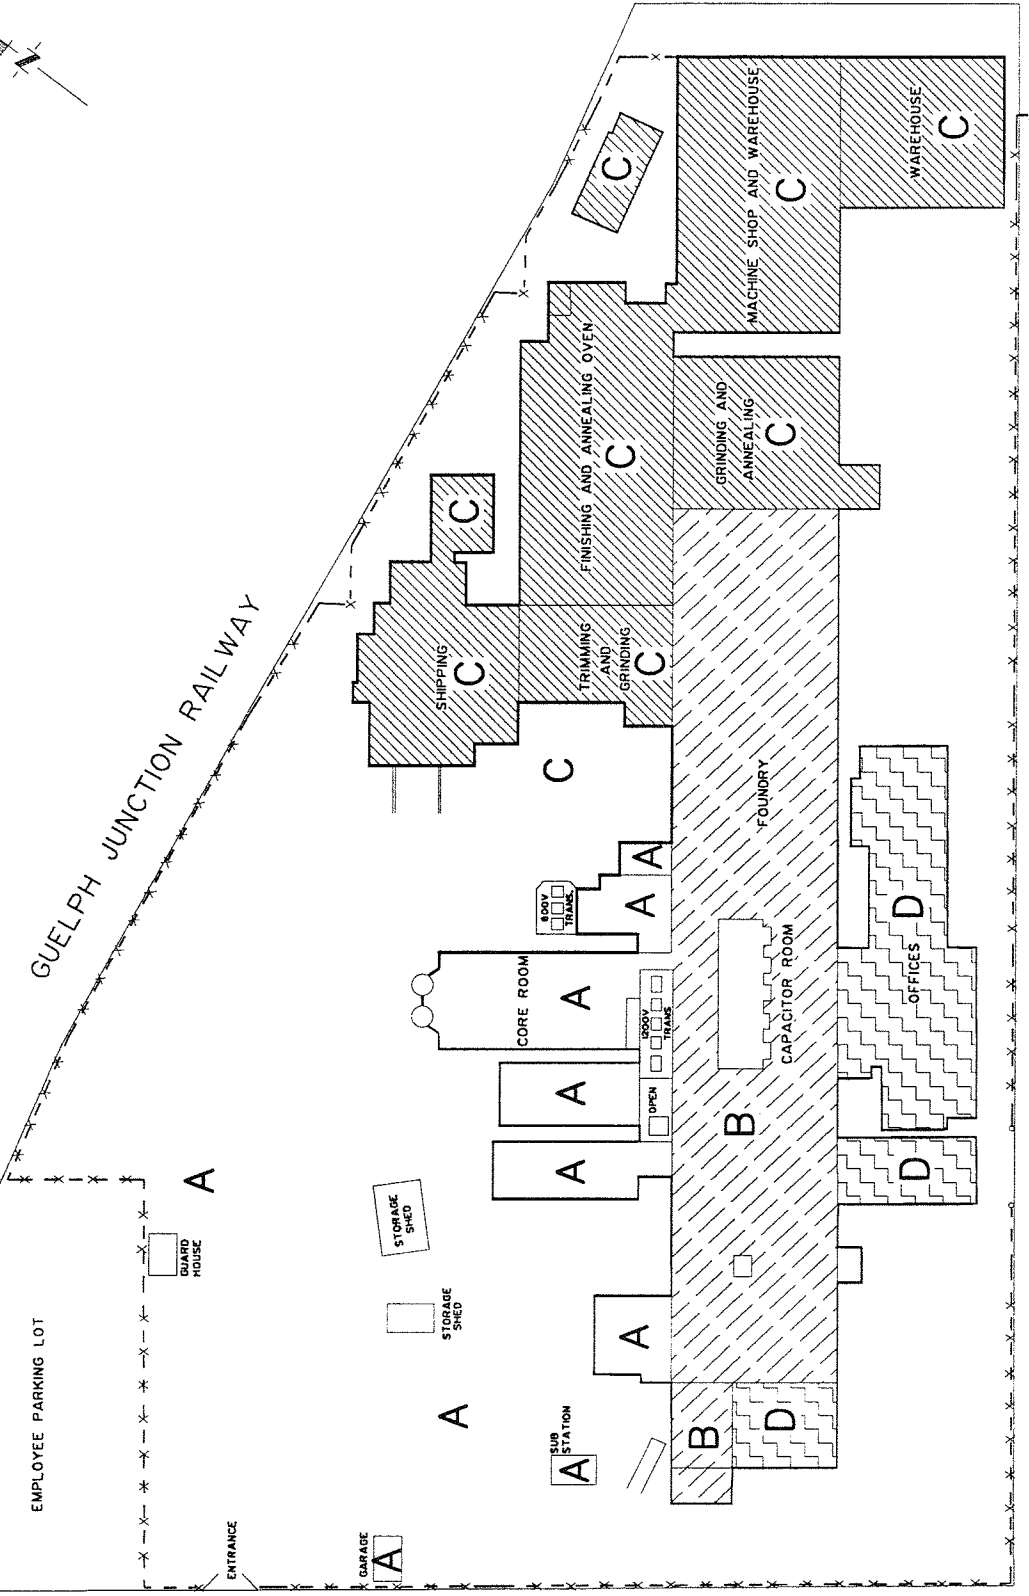 N
GUELPH JUNCTION RAILWAY
EMPLOYEE PARKING LOT
ENTRANCE
GUARD
HOUSE
A
STORAGE
SHED
STORAGE
SHED
A
GARAGE
A
SUB
STATION
A
A
A
A
OPEN
CORE ROOM
A
1200V
TRANS
600V
TRANS.
A
A
C
SHIPPING
C
C
TRIMMING
AND
GRINDING
C
FINISHING AND ANNEALING OVEN
C
C
MACHINE SHOP AND WAREHOUSE
C
WAREHOUSE
C
GRINDING AND
ANNEALING
C
FOUNDRY
CAPACITOR ROOM
B
B
D
D
OFFICES
D